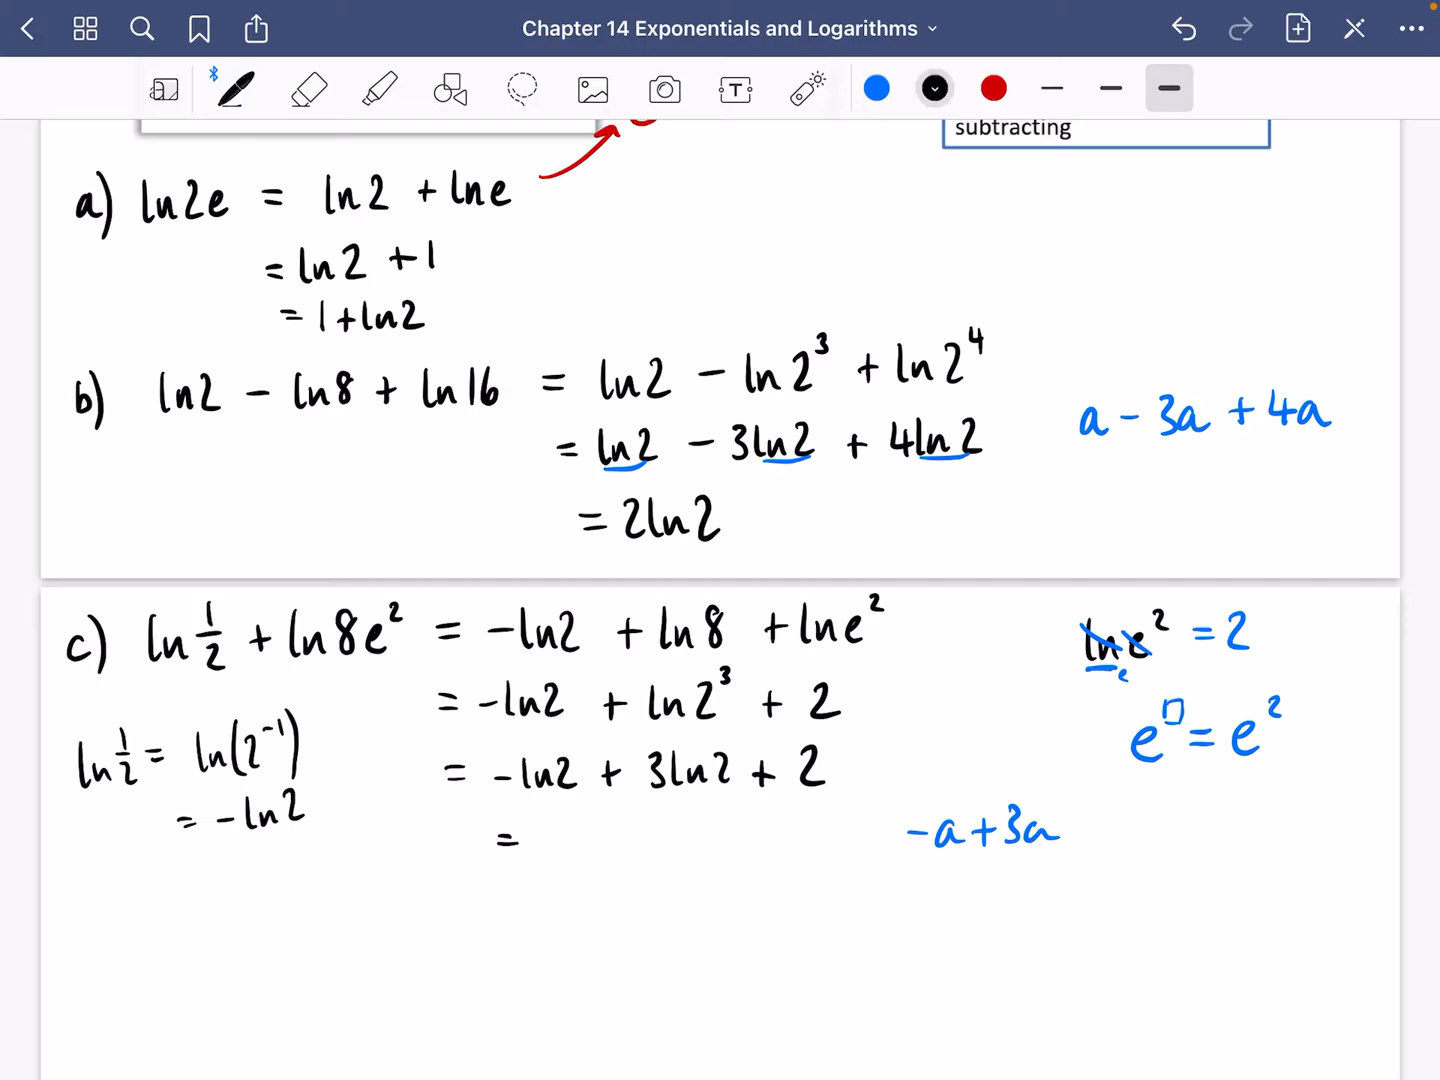 Chapter 14 Exponentials and Logarithms
subtracting
a) ln2e = ln2 + lne
= ln2 + 1
= 1+ln2
b) ln2 - ln8 + ln16 = ln2 - ln2³ + ln2⁴
= ln2 - 3ln2 + 4ln2
a - 3a + 4a
= 2ln2
c) ln½ + ln8e² = -ln2 + ln8 + lne²
= -ln2 + ln2³ + 2
= -ln2 + 3ln2 + 2
=
ln½ = ln(2⁻¹)
= -ln2
lne² = 2
e
e^□ = e²
-a+3a